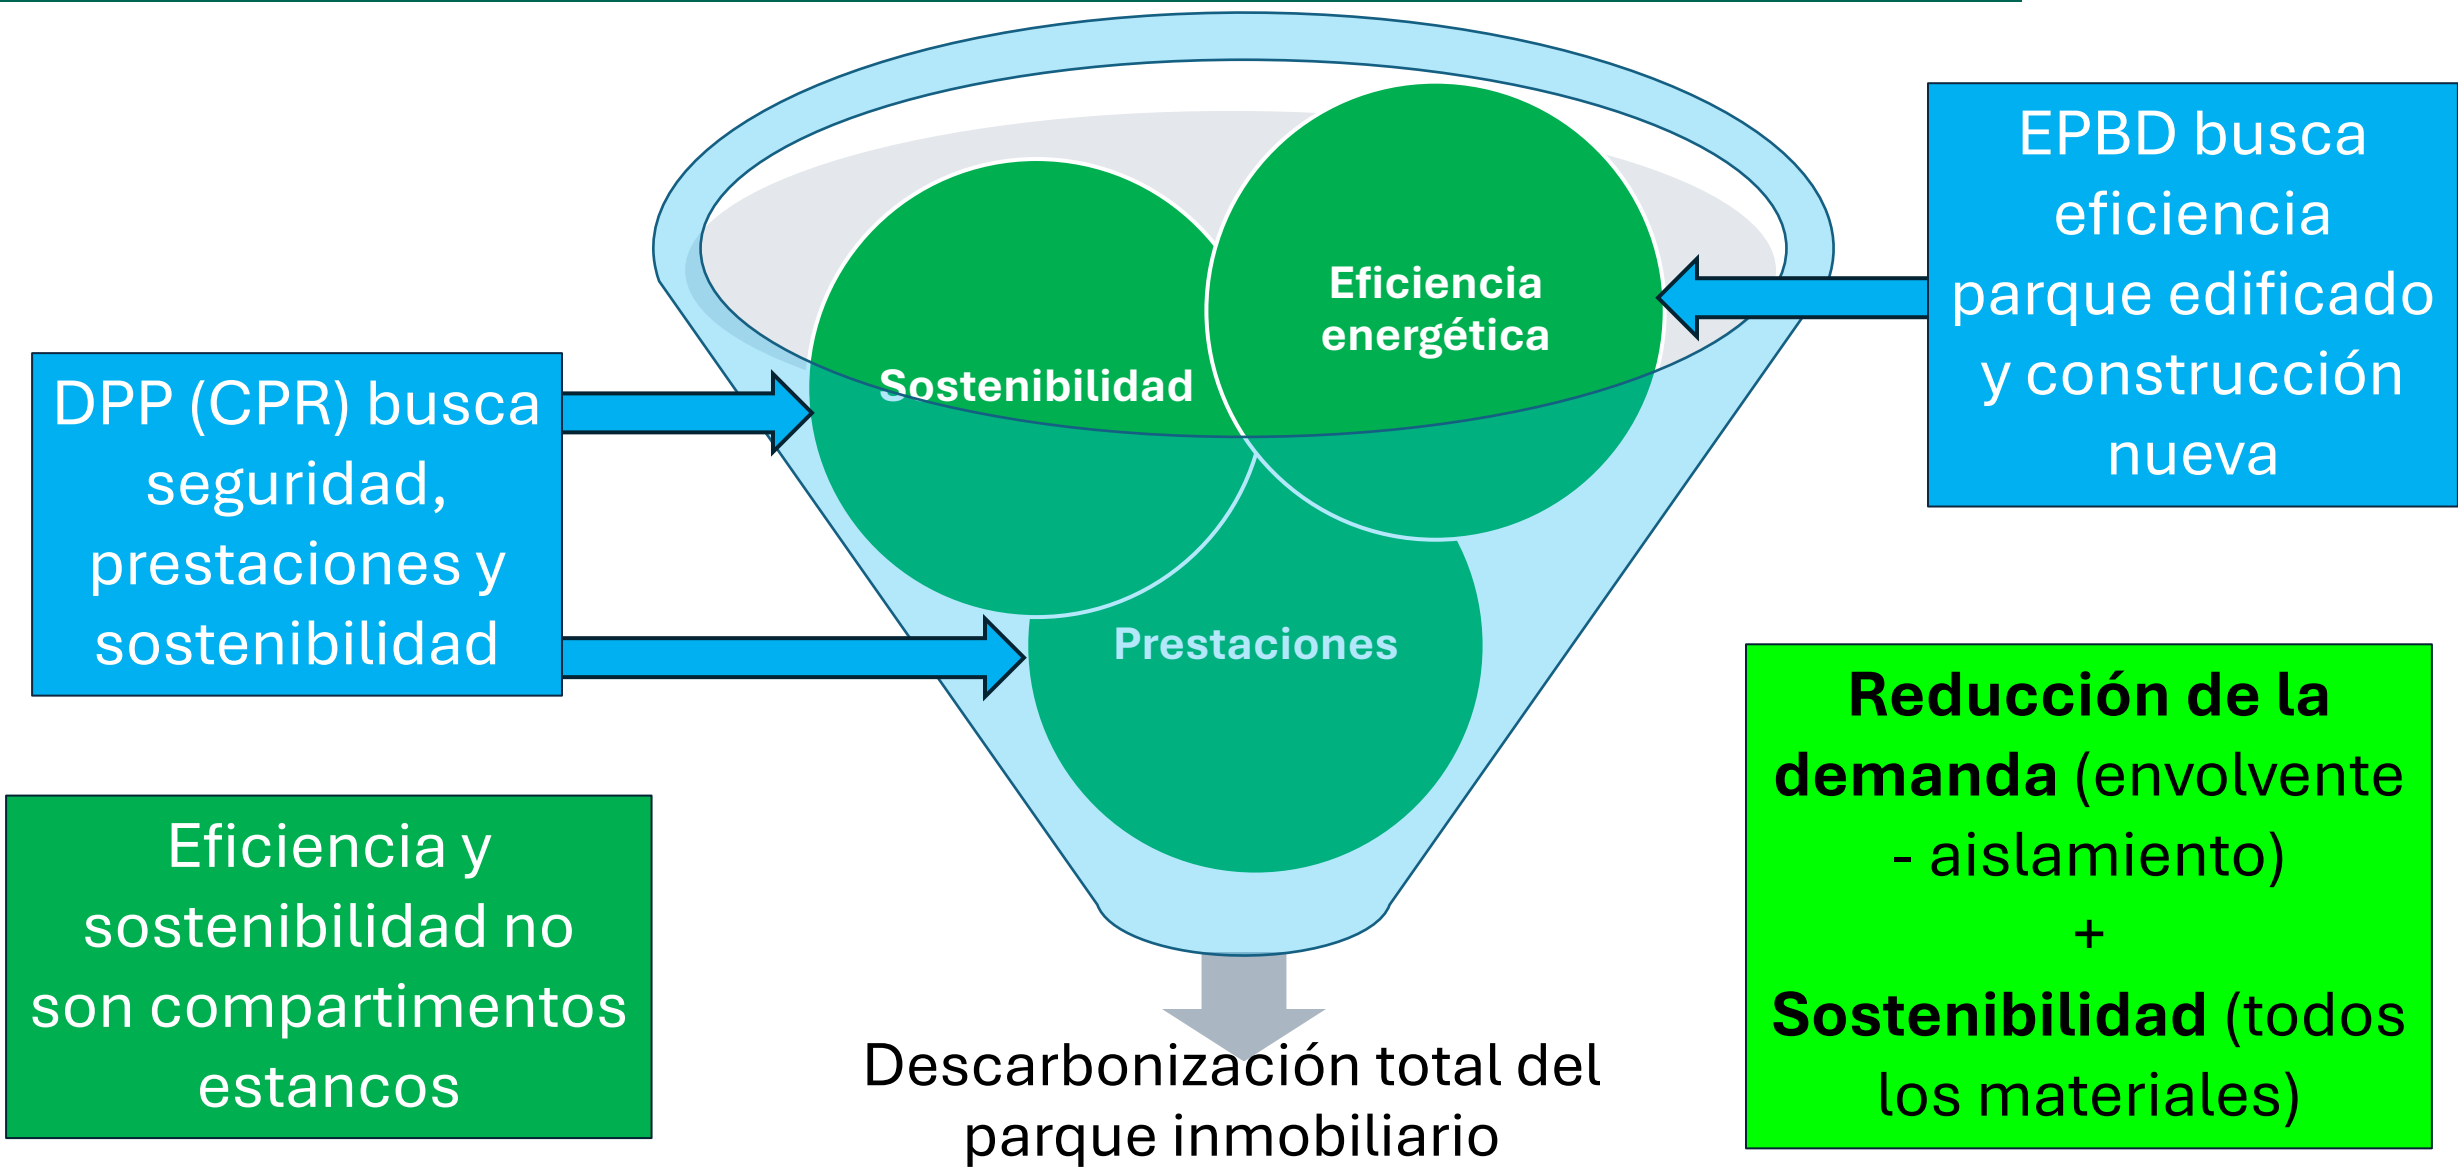 EPBD busca
eficiencia
parque edificado
y construcción
nueva
Eficiencia
energética
Sostenibilidad
DPP (CPR) busca
seguridad,
prestaciones y
sostenibilidad
Prestaciones
Reducción de la
demanda (envolvente
- aislamiento)
+
Sostenibilidad (todos
los materiales)
Eficiencia y
sostenibilidad no
son compartimentos
estancos
Descarbonización total del
parque inmobiliario